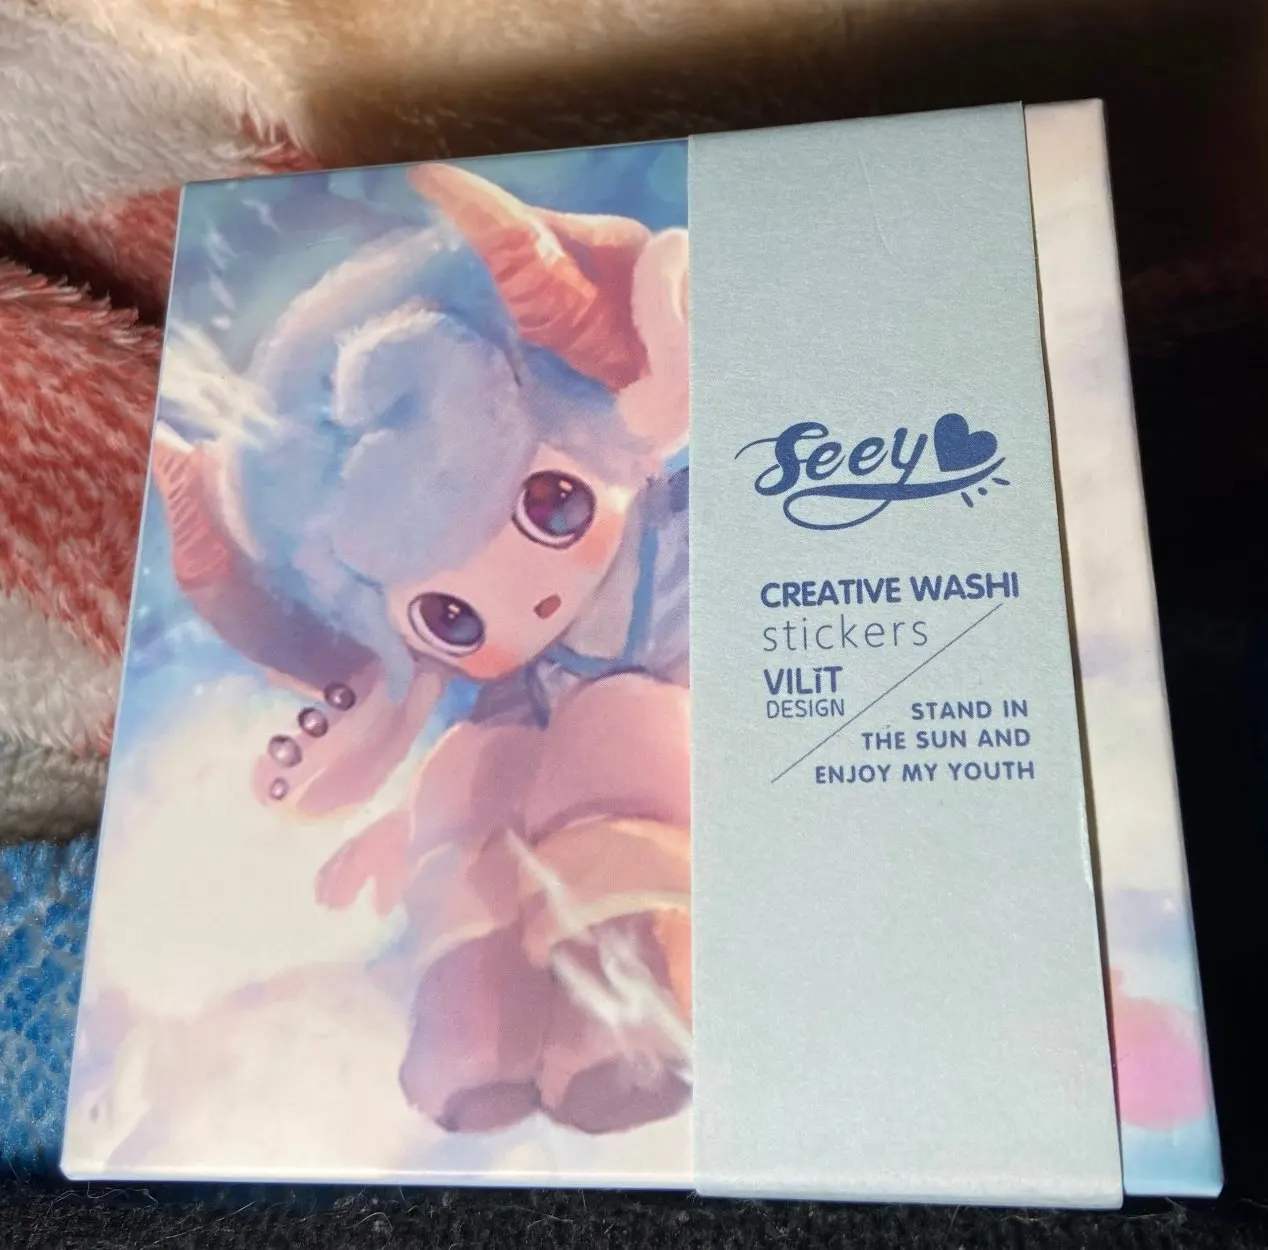 Seey
CREATIVE WASHI
stickers
VILiT
DESIGN
STAND IN
THE SUN AND
ENJOY MY YOUTH